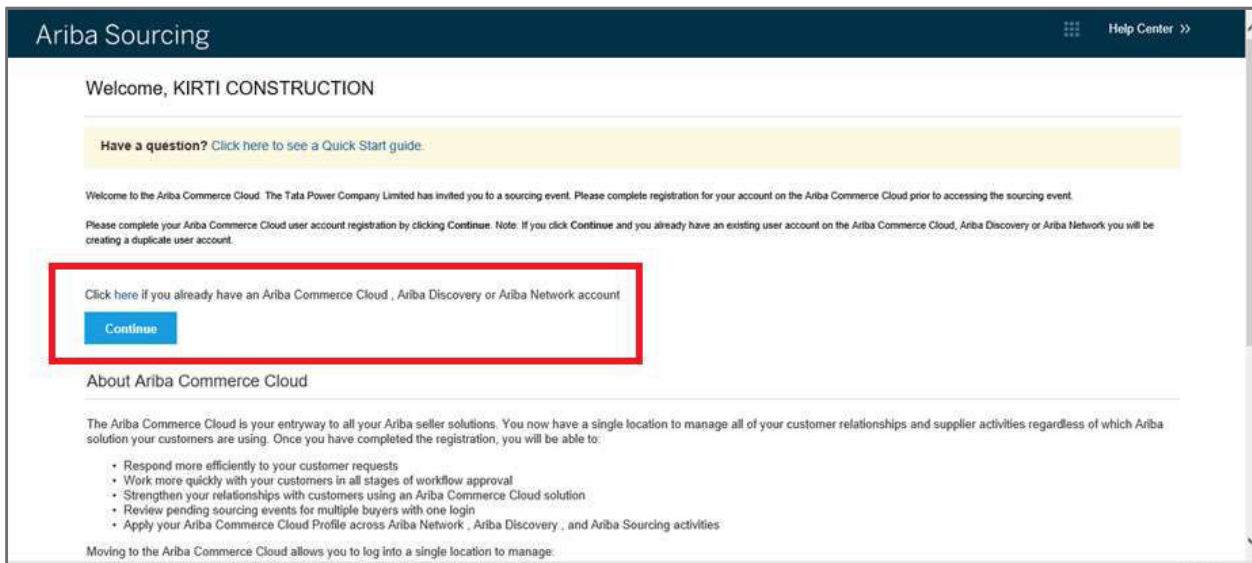 Ariba Sourcing
Help Center »
Welcome, KIRTI CONSTRUCTION
Have a question? Click here to see a Quick Start guide.
Welcome to the Ariba Commerce Cloud. The Tata Power Company Limited has invited you to a sourcing event. Please complete registration for your account on the Ariba Commerce Cloud prior to accessing the sourcing event.
Please complete your Ariba Commerce Cloud user account registration by clicking Continue. Note: If you click Continue and you already have an existing user account on the Ariba Commerce Cloud, Ariba Discovery or Ariba Network you will be
creating a duplicate user account.
Click here if you already have an Ariba Commerce Cloud , Ariba Discovery or Ariba Network account
Continue
About Ariba Commerce Cloud
The Ariba Commerce Cloud is your entryway to all your Ariba seller solutions. You now have a single location to manage all of your customer relationships and supplier activities regardless of which Ariba
solution your customers are using. Once you have completed the registration, you will be able to:
• Respond more efficiently to your customer requests
• Work more quickly with your customers in all stages of workflow approval
• Strengthen your relationships with customers using an Ariba Commerce Cloud solution
• Review pending sourcing events for multiple buyers with one login
• Apply your Ariba Commerce Cloud Profile across Ariba Network , Ariba Discovery , and Ariba Sourcing activities
Moving to the Ariba Commerce Cloud allows you to log into a single location to manage: